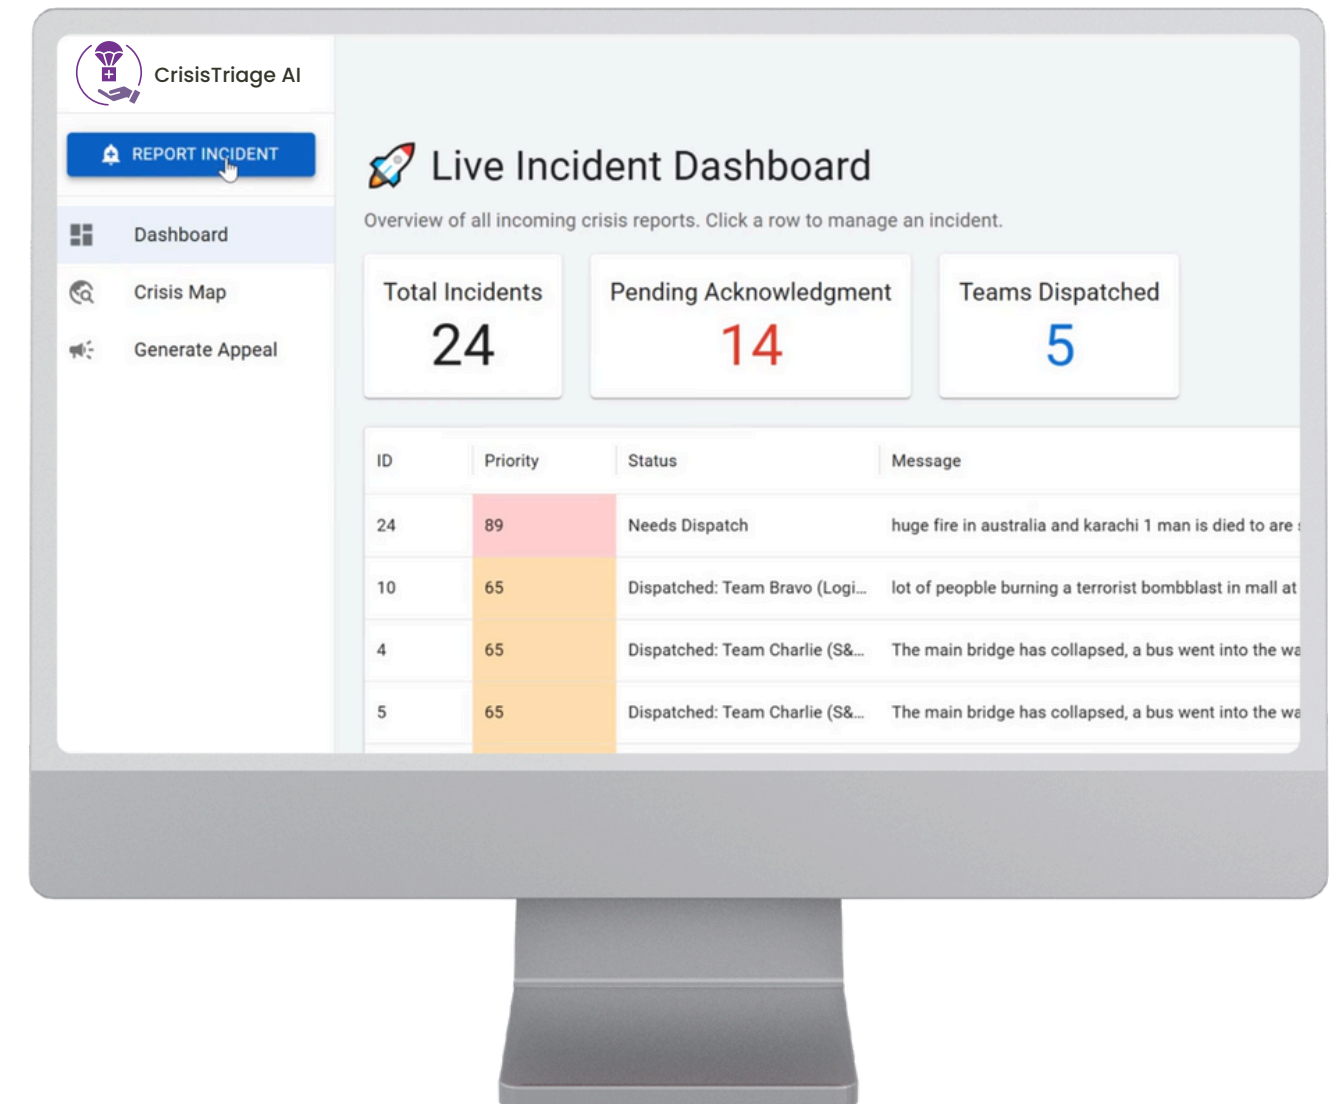 CrisisTriage AI
REPORT INCIDENT
Dashboard
Crisis Map
Generate Appeal
Live Incident Dashboard
Overview of all incoming crisis reports. Click a row to manage an incident.
Total Incidents
24
Pending Acknowledgment
14
Teams Dispatched
5
ID Priority Status Message
24 89 Needs Dispatch huge fire in australia and karachi 1 man is died to are
10 65 Dispatched: Team Bravo (Logi... lot of peopble burning a terrorist bombblast in mall at
4 65 Dispatched: Team Charlie (S&... The main bridge has collapsed, a bus went into the wa
5 65 Dispatched: Team Charlie (S&... The main bridge has collapsed, a bus went into the wa